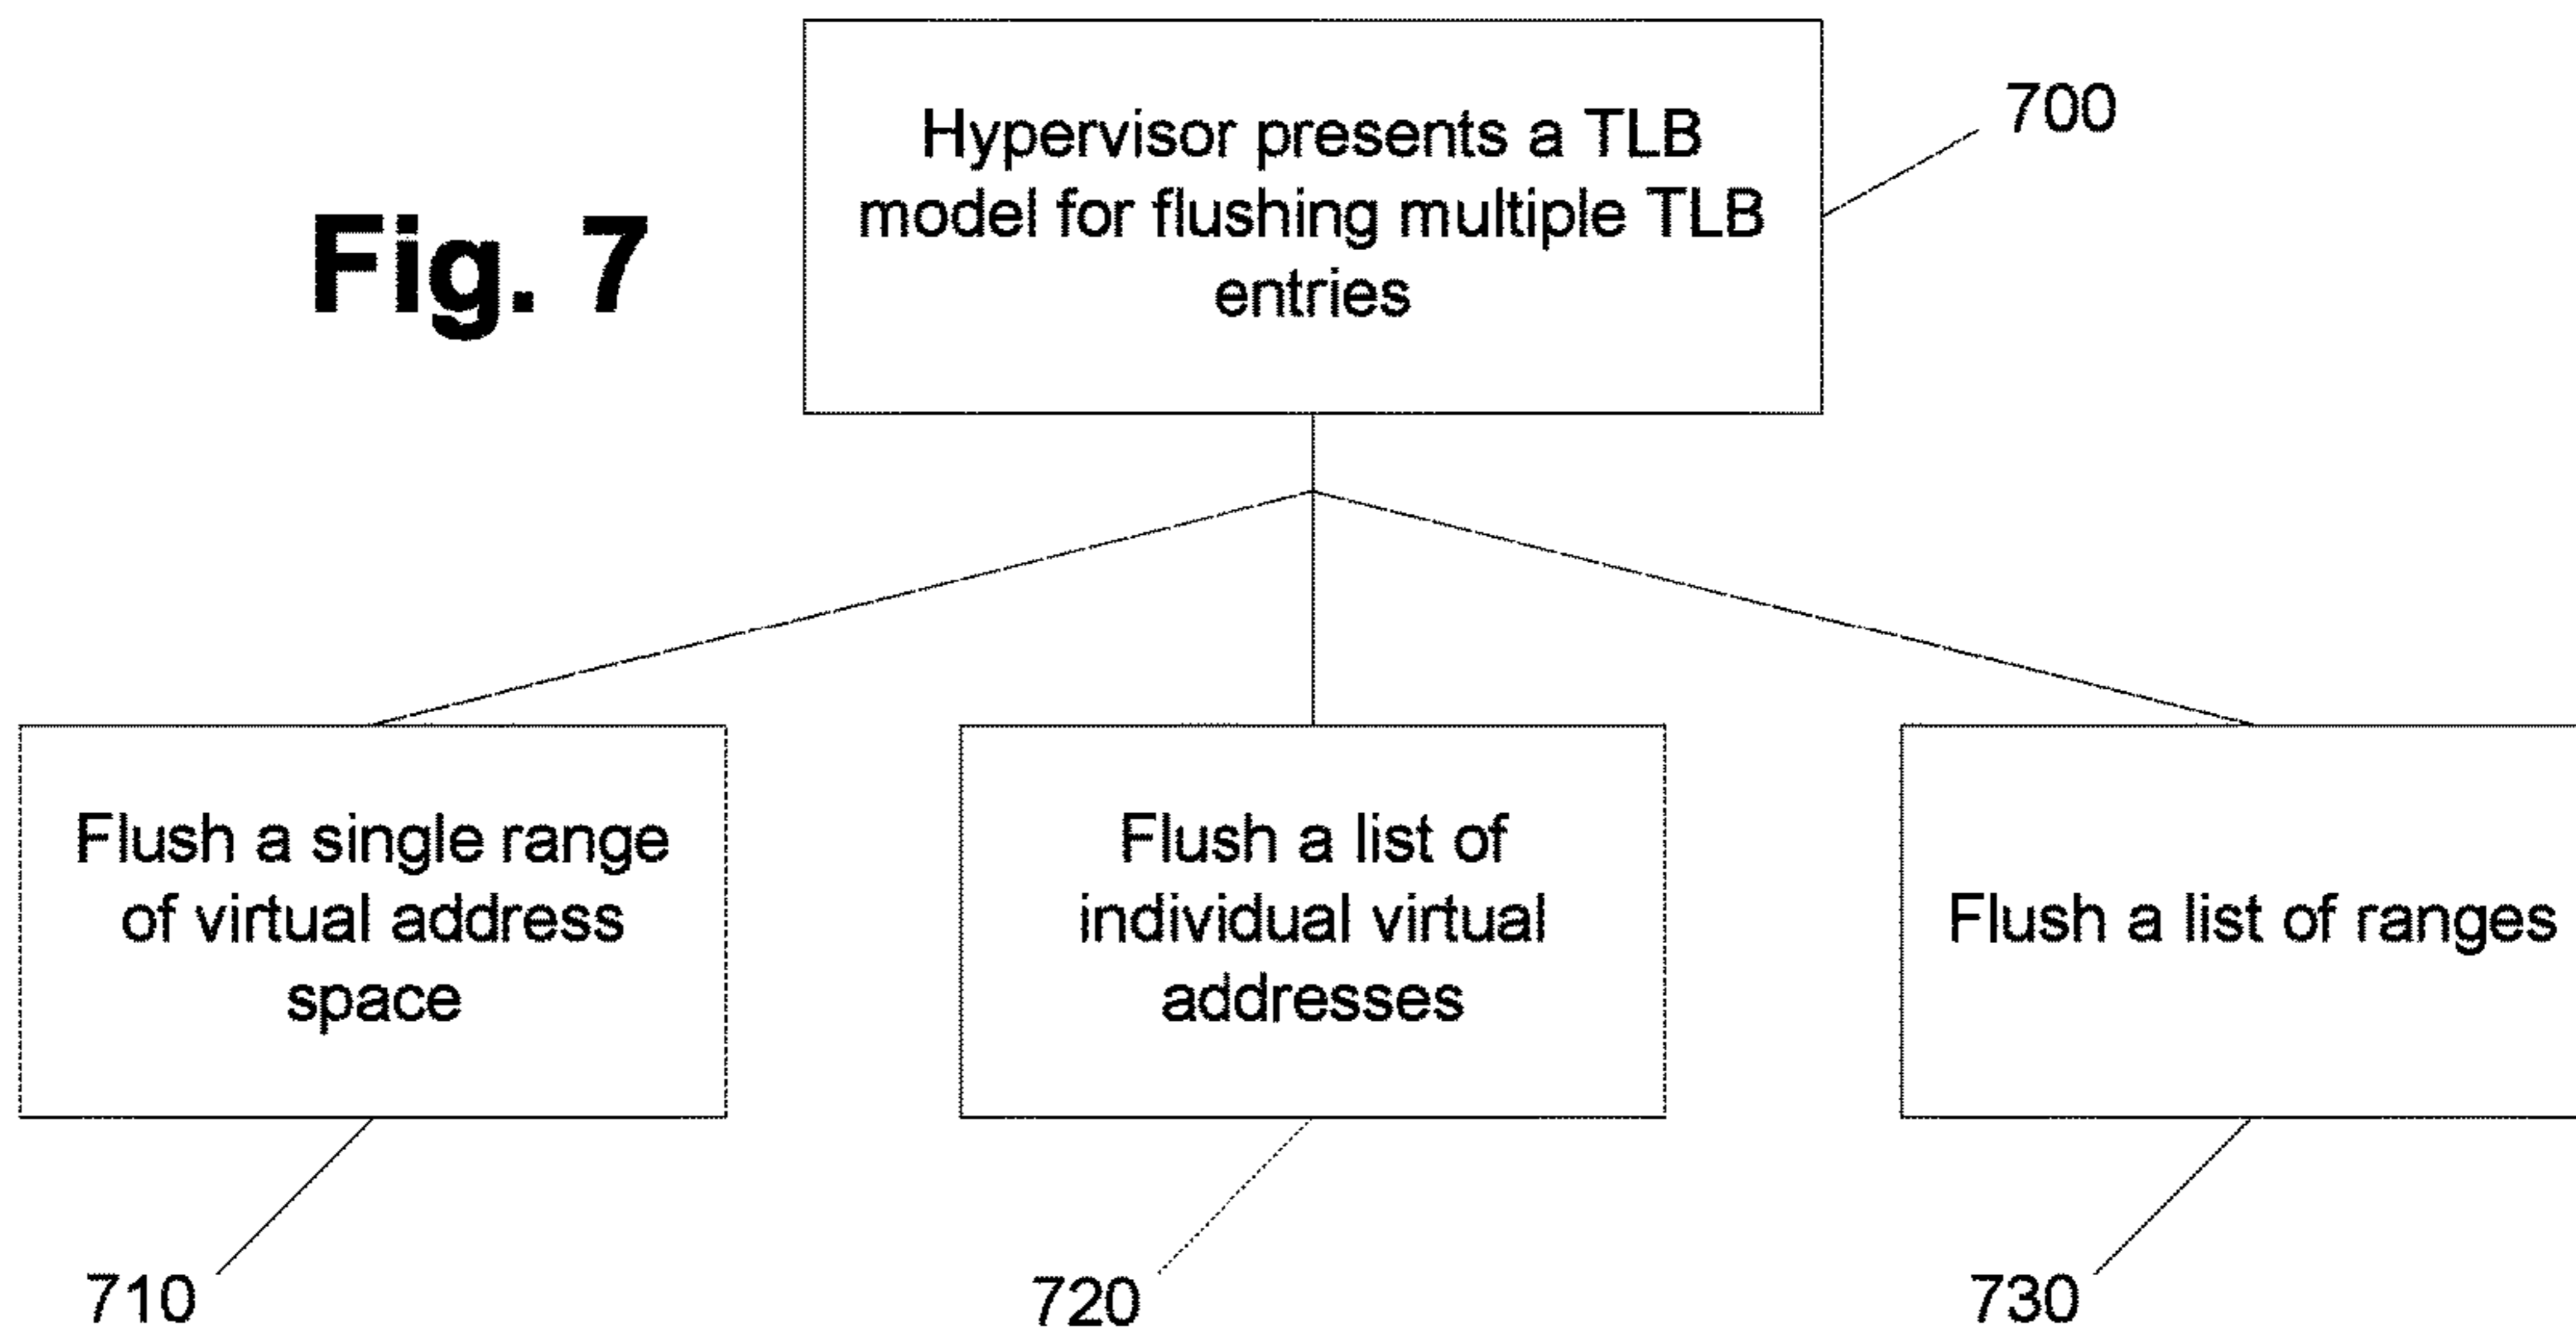 Fig. 7
Hypervisor presents a TLB
model for flushing multiple TLB
entries
700
Flush a single range
of virtual address
space
Flush a list of
individual virtual
addresses
Flush a list of ranges
710
720
730